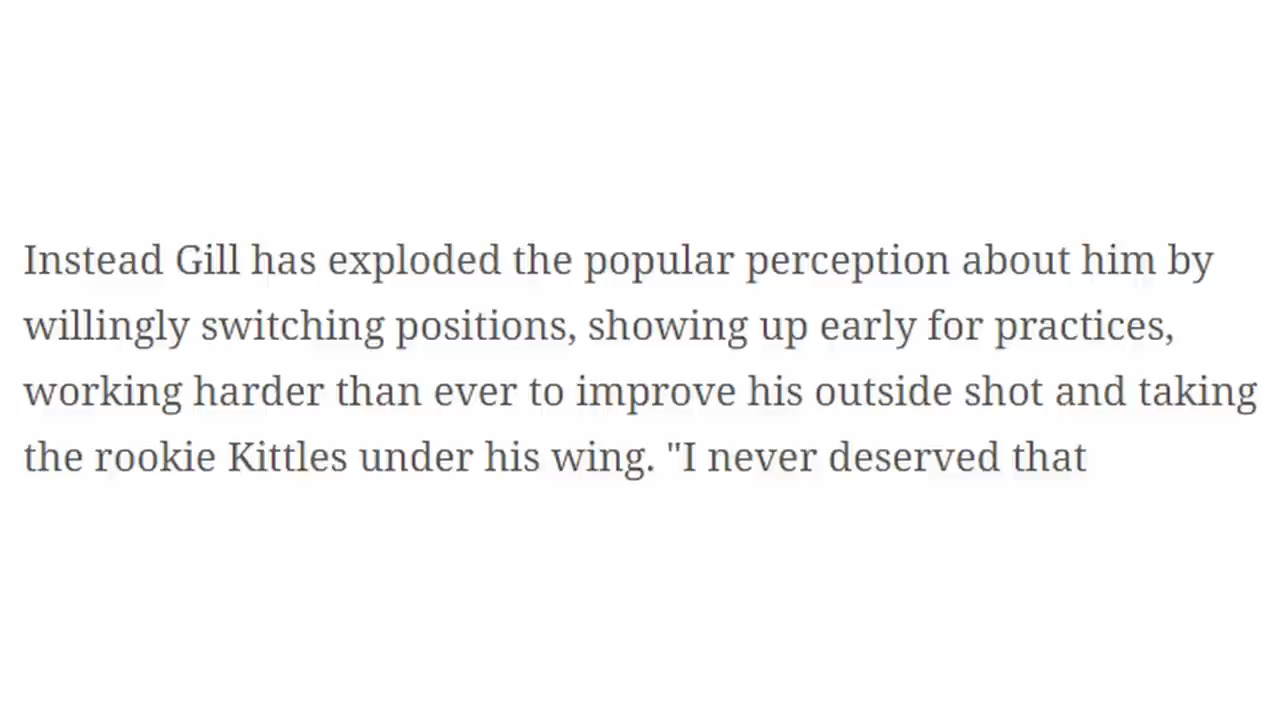 Instead Gill has exploded the popular perception about him by
willingly switching positions, showing up early for practices,
working harder than ever to improve his outside shot and taking
the rookie Kittles under his wing. "I never deserved that